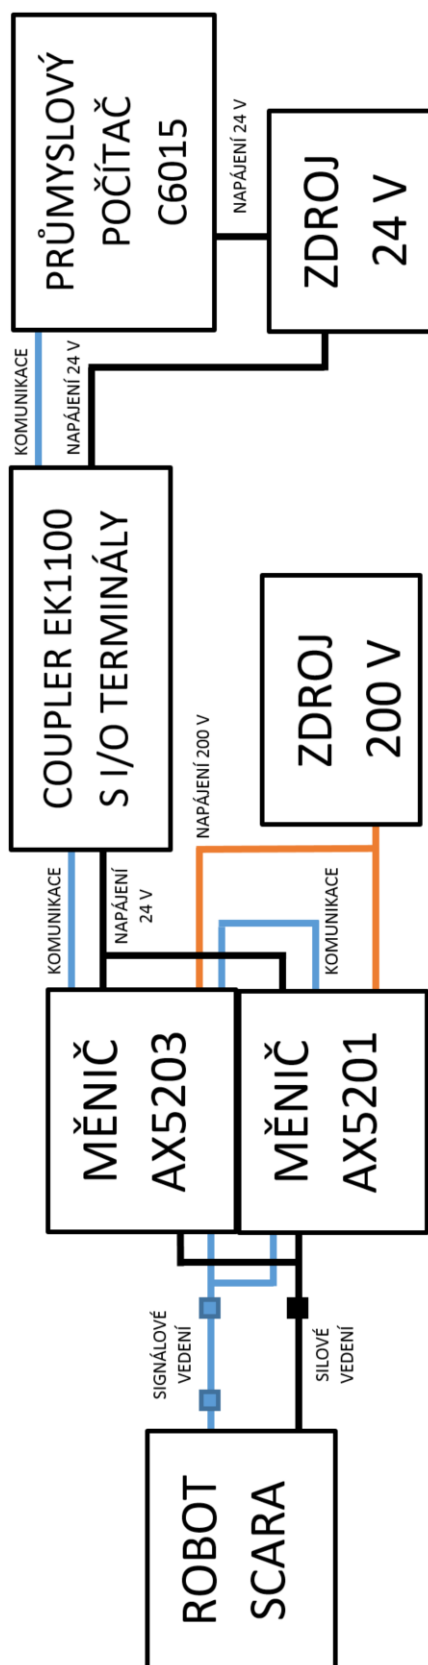 PRŮMYSLOVÝ
POČÍTAČ
C6015
NAPÁJENÍ 24 V
ZDROJ
24 V
KOMUNIKACE
NAPÁJENÍ 24 V
COUPLER EK1100
S I/O TERMINÁLY
ZDROJ
200 V
NAPÁJENÍ 200 V
KOMUNIKACE
NAPÁJENÍ
24 V
KOMUNIKACE
MĚNIČ
AX5203
MĚNIČ
AX5201
SIGNÁLOVÉ
VEDENÍ
SILOVÉ
VEDENÍ
ROBOT
SCARA